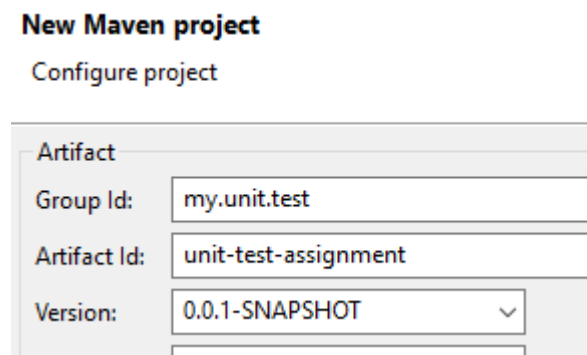 New Maven project
Configure project
Artifact
Group Id: my.unit.test
Artifact Id: unit-test-assignment
Version: 0.0.1-SNAPSHOT